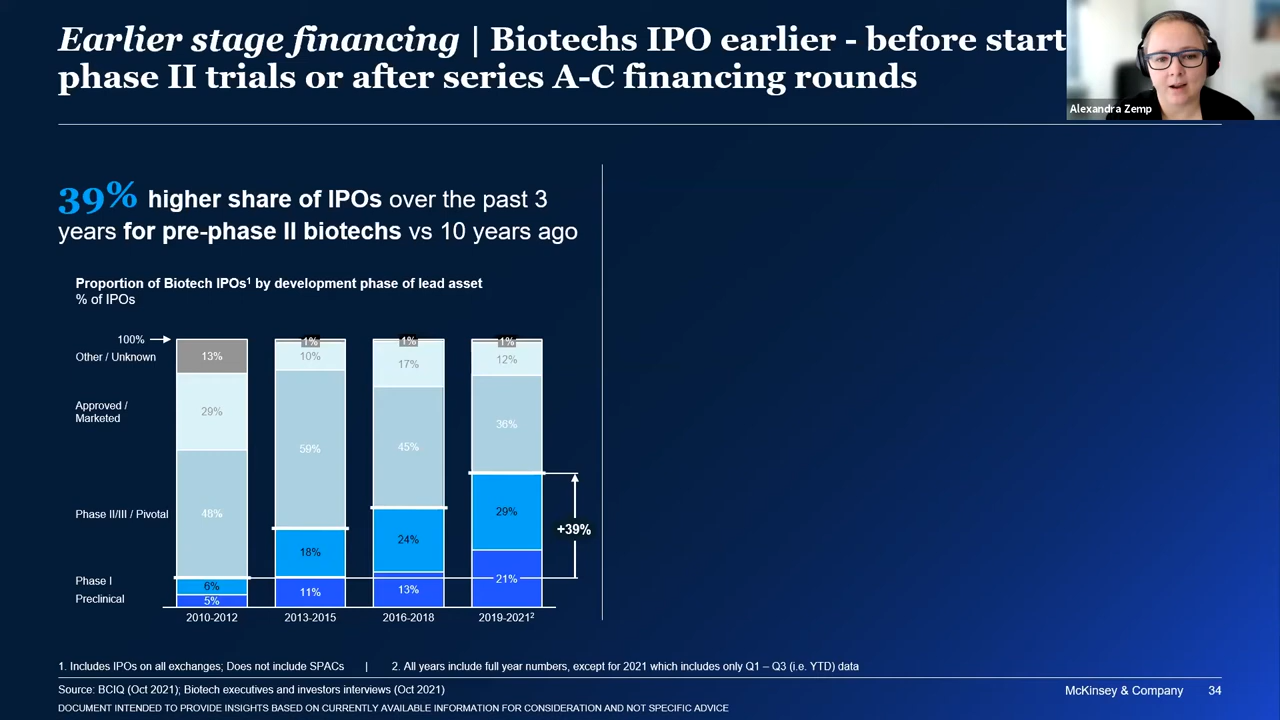 Earlier stage financing | Biotechs IPO earlier - before start
phase II trials or after series A-C financing rounds
Alexandra Zemp
39% higher share of IPOs over the past 3
years for pre-phase II biotechs vs 10 years ago
Proportion of Biotech IPOs¹ by development phase of lead asset
% of IPOs
100%
Other / Unknown
13%
1%
1%
1%
10%
17%
12%
Approved /
Marketed
29%
59%
45%
36%
Phase II/III / Pivotal
48%
18%
24%
29%
+39%
Phase I
6%
Preclinical
5%
11%
13%
21%
2010-2012
2013-2015
2016-2018
2019-2021²
1. Includes IPOs on all exchanges; Does not include SPACs | 2. All years include full year numbers, except for 2021 which includes only Q1 – Q3 (i.e. YTD) data
Source: BCIQ (Oct 2021); Biotech executives and investors interviews (Oct 2021)
McKinsey & Company 34
DOCUMENT INTENDED TO PROVIDE INSIGHTS BASED ON CURRENTLY AVAILABLE INFORMATION FOR CONSIDERATION AND NOT SPECIFIC ADVICE